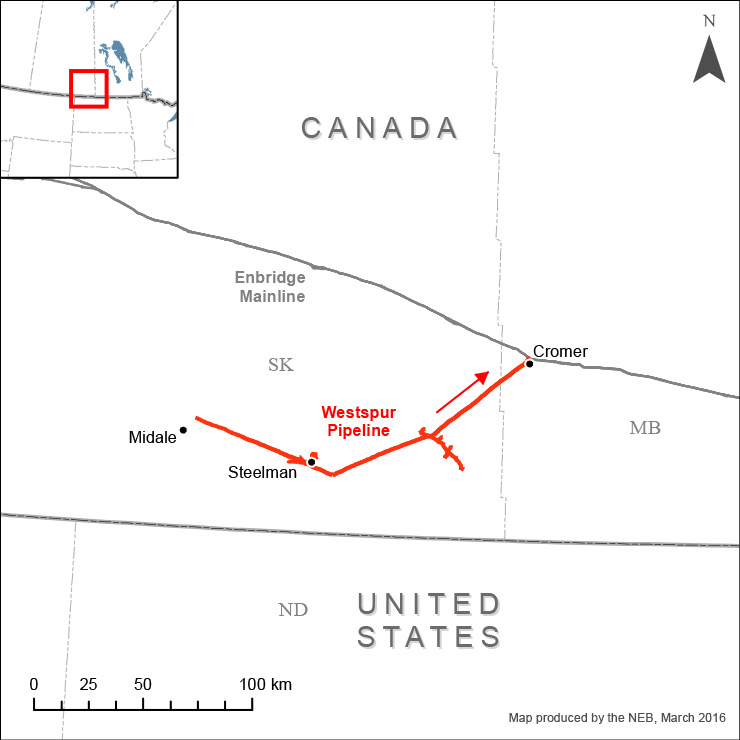 N
CANADA
Enbridge
Mainline
Cromer
SK
Westspur
Pipeline
MB
Midale
Steelman
ND
UNITED
STATES
0 25 50 100 km
Map produced by the NEB, March 2016